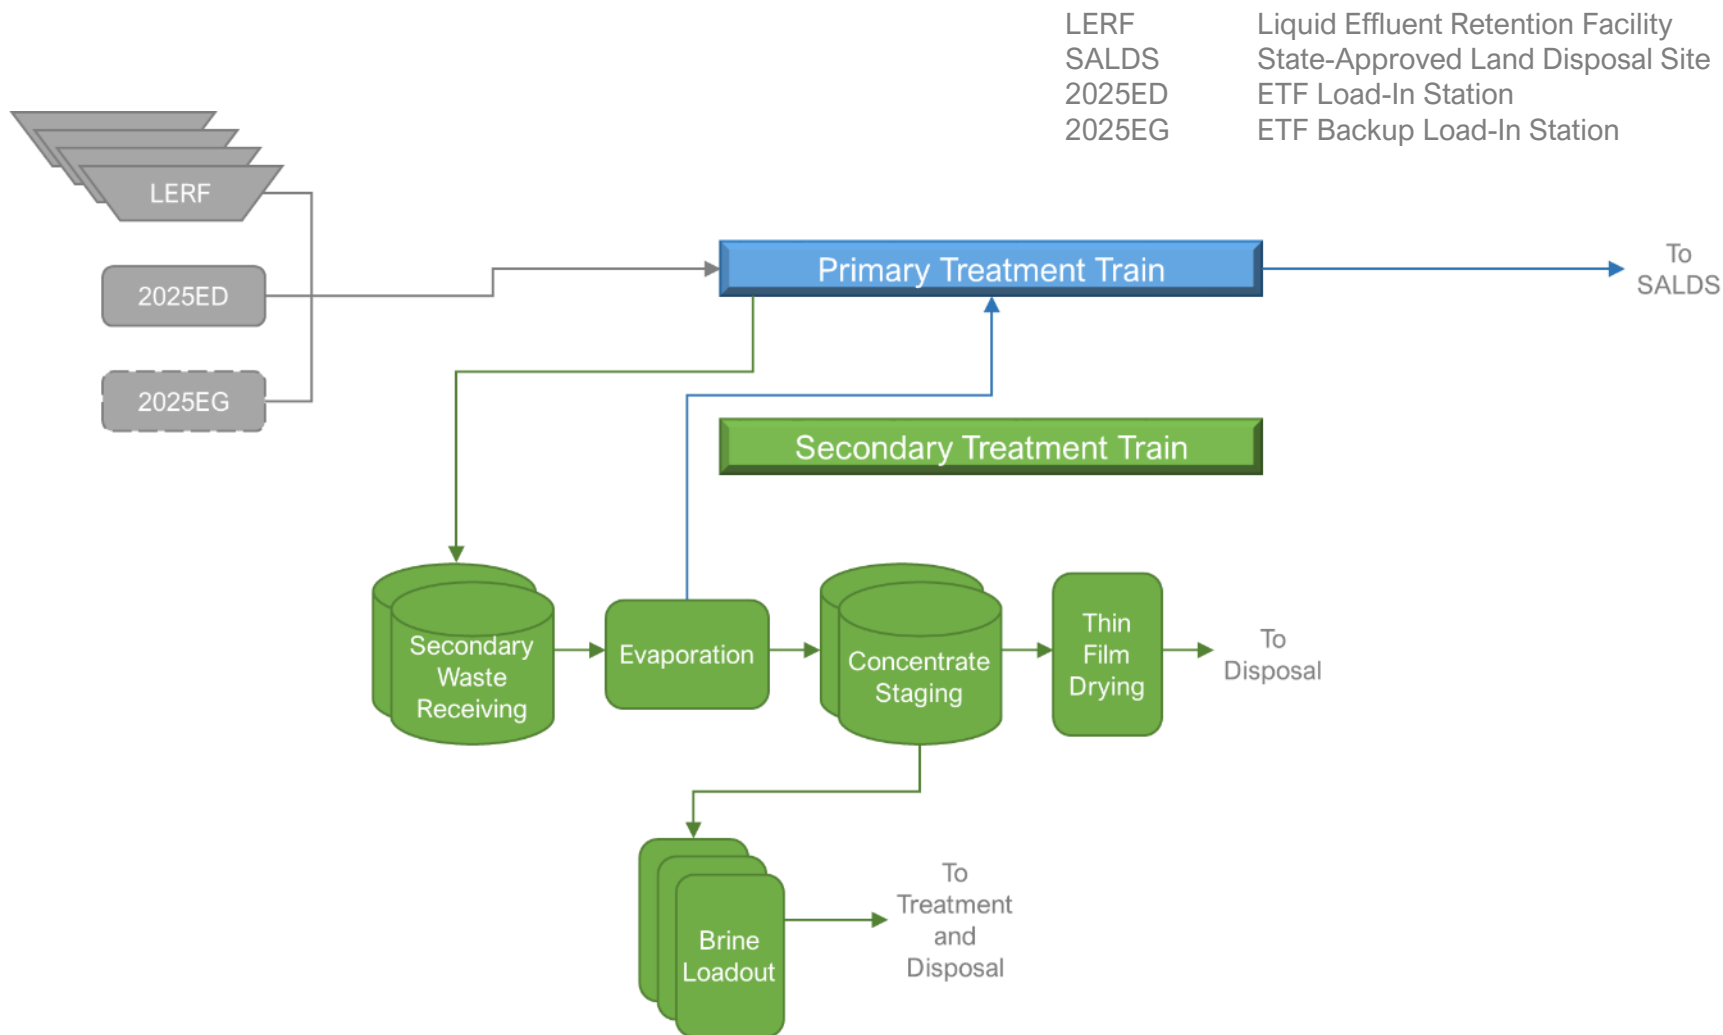 LERF Liquid Effluent Retention Facility
SALDS State-Approved Land Disposal Site
2025ED ETF Load-In Station
2025EG ETF Backup Load-In Station
LERF
2025ED
2025EG
Primary Treatment Train
To
SALDS
Secondary Treatment Train
Secondary
Waste
Receiving
Evaporation
Concentrate
Staging
Thin
Film
Drying
To
Disposal
Brine
Loadout
To
Treatment
and
Disposal